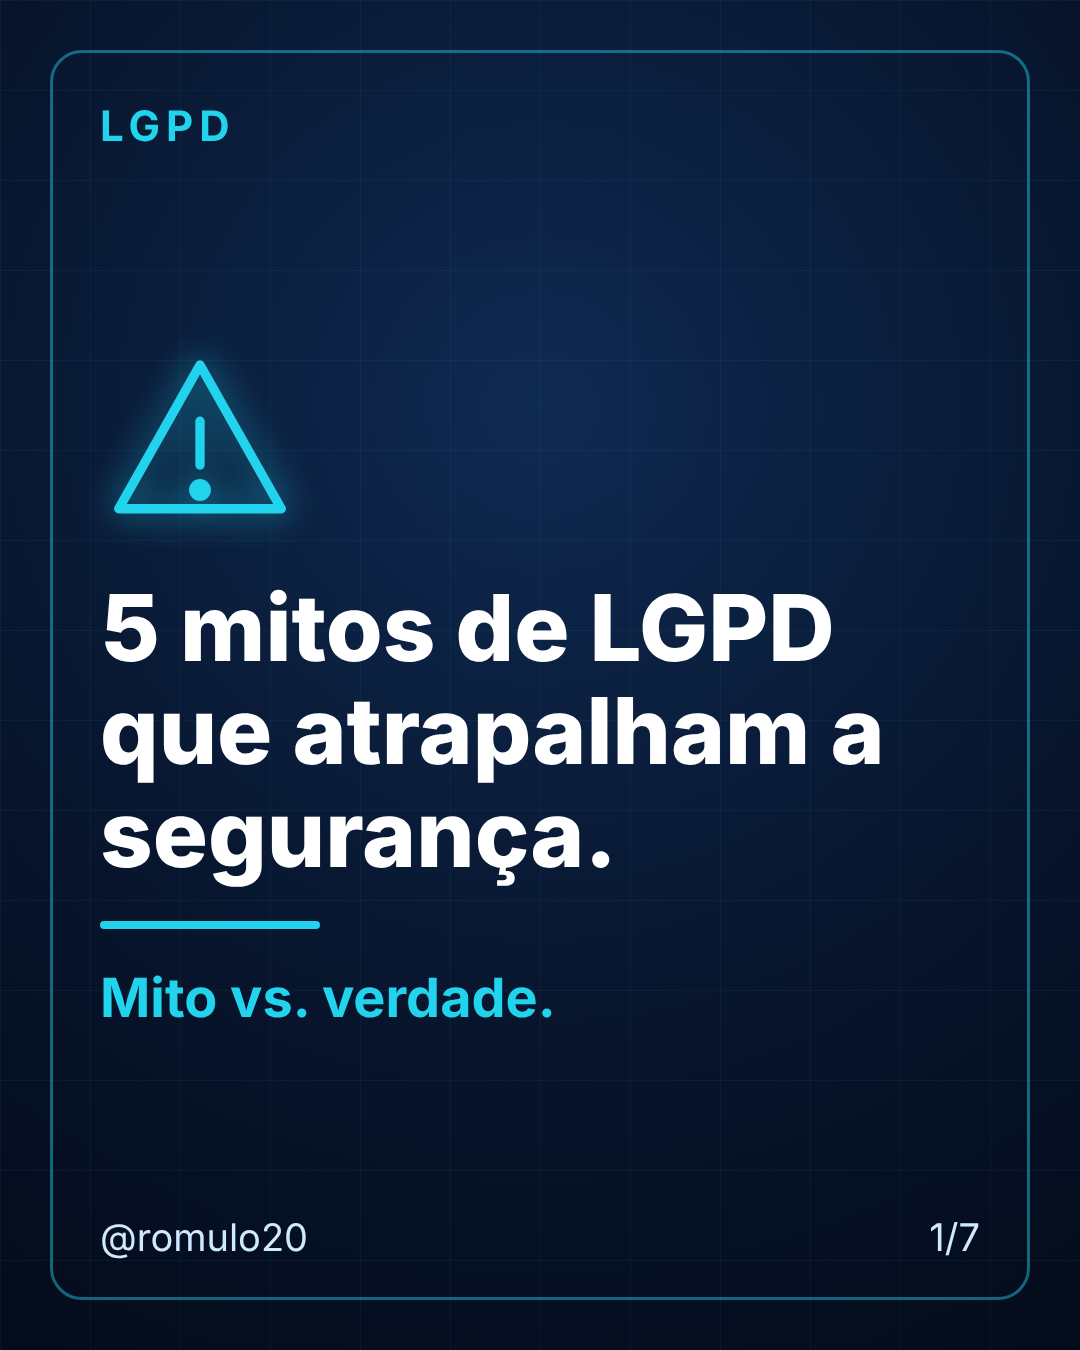 LGPD
5 mitos de LGPD
que atrapalham a
segurança.
Mito vs. verdade.
@romulo20
1/7